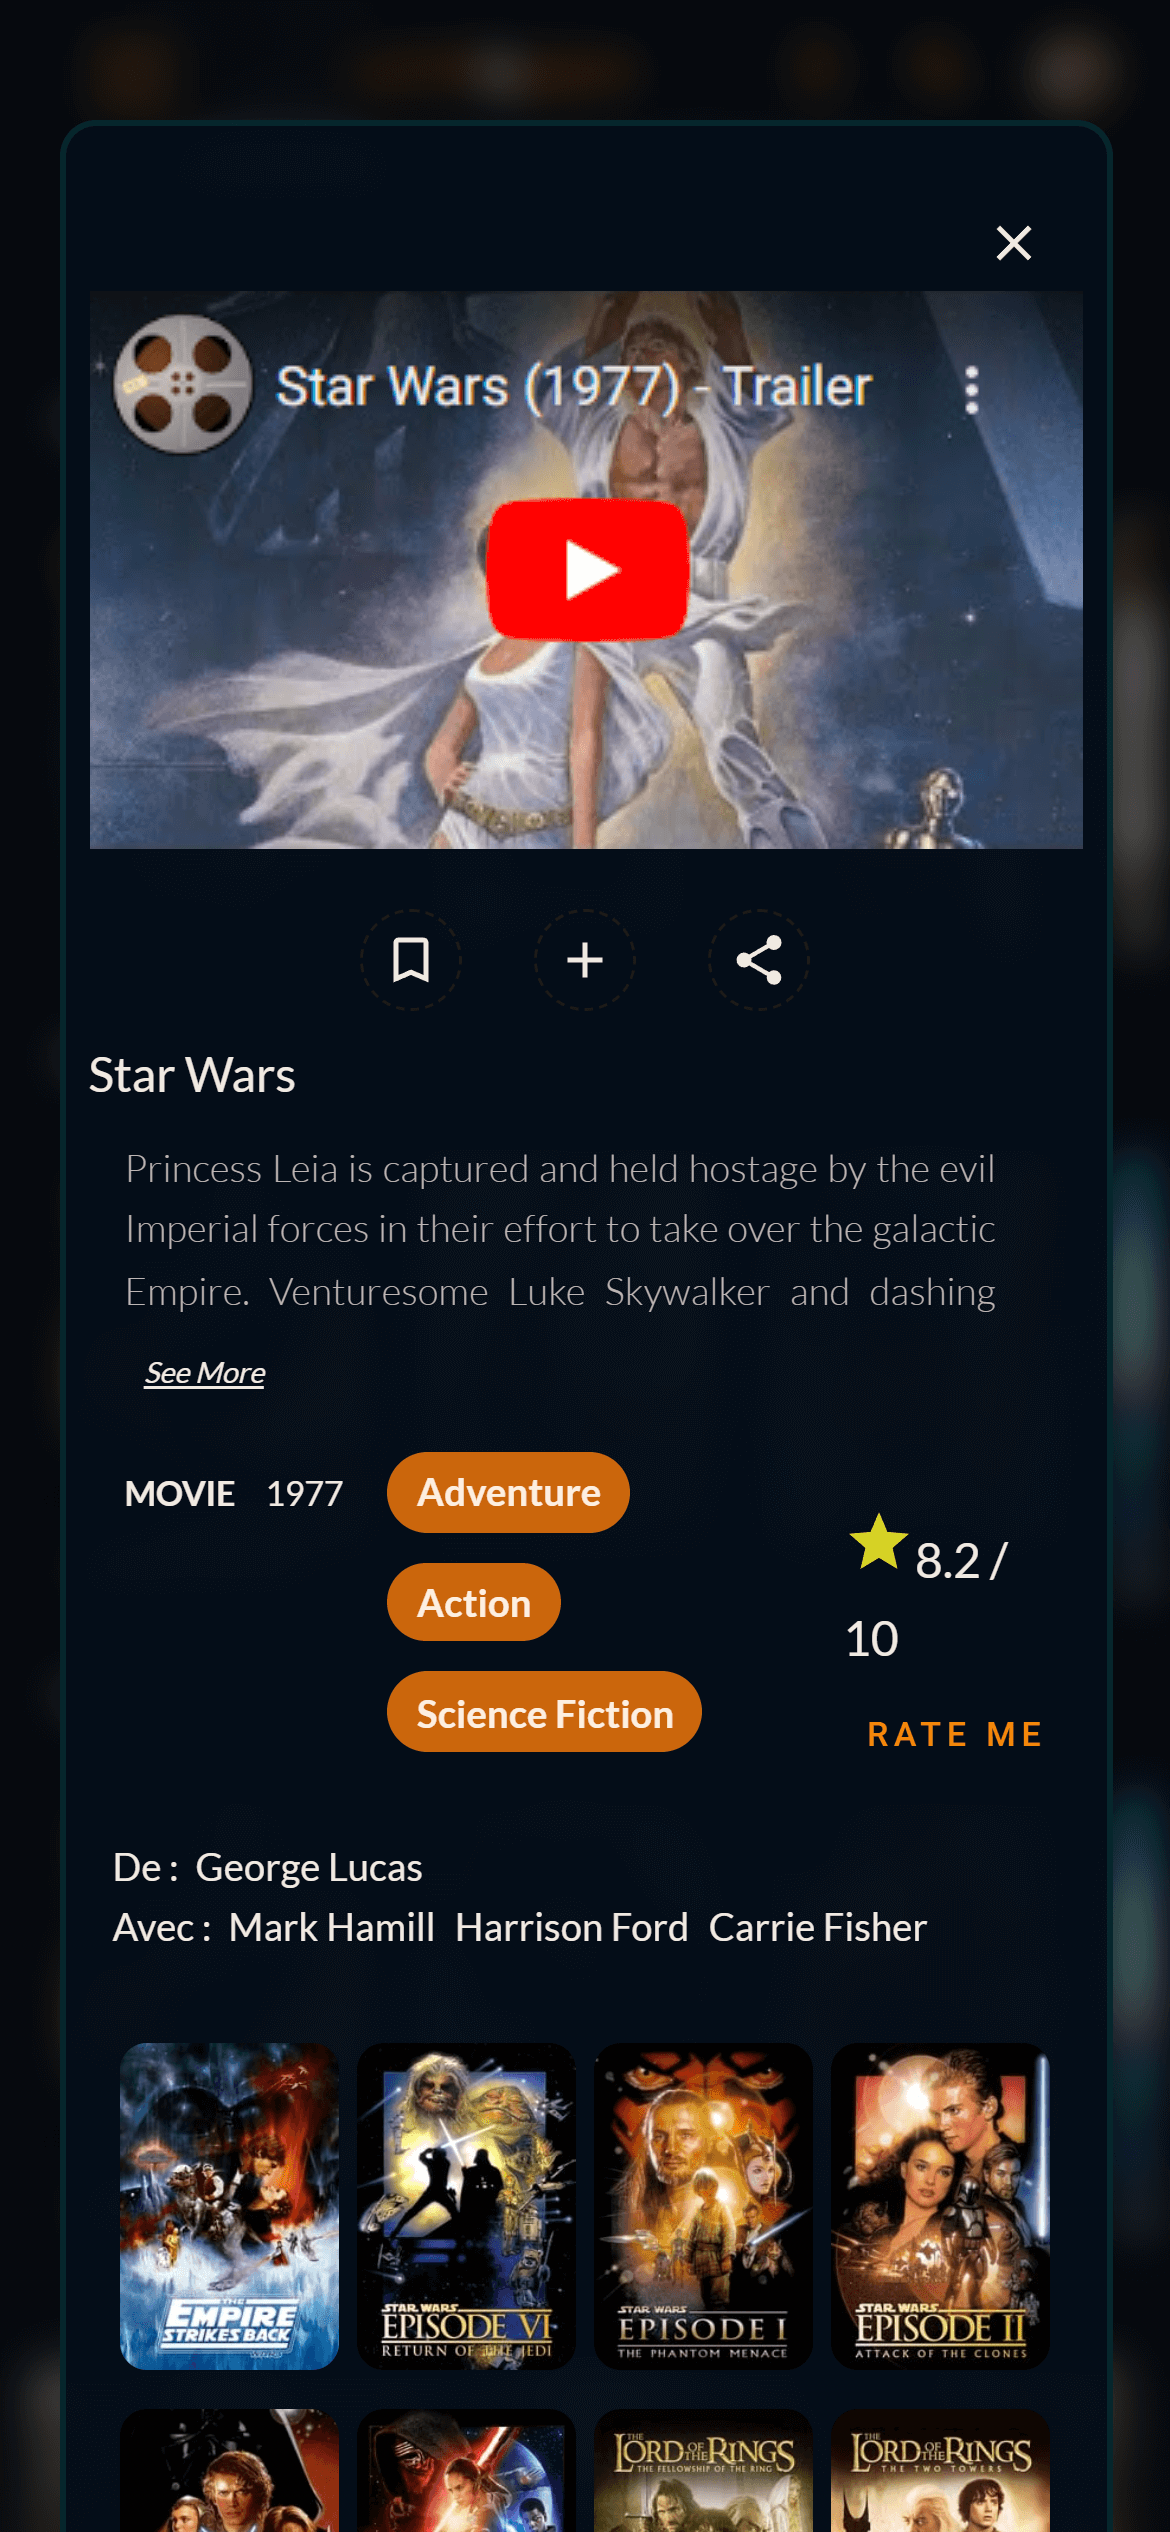 Star Wars (1977) - Trailer
Star Wars
Princess Leia is captured and held hostage by the evil
Imperial forces in their effort to take over the galactic
Empire. Venturesome Luke Skywalker and dashing
See More
MOVIE 1977 Adventure
Action
Science Fiction
8.2 /
10
RATE ME
De : George Lucas
Avec : Mark Hamill Harrison Ford Carrie Fisher
THE
EMPIRE
STRIKES BACK
STAR WARS
EPISODE VI
RETURN OF THE JEDI
STAR WARS
EPISODE I
THE PHANTOM MENACE
STAR WARS
EPISODE II
ATTACK OF THE CLONES
THE
LORD OF THE RINGS
THE FELLOWSHIP OF THE RING
THE
LORD OF THE RINGS
THE TWO TOWERS